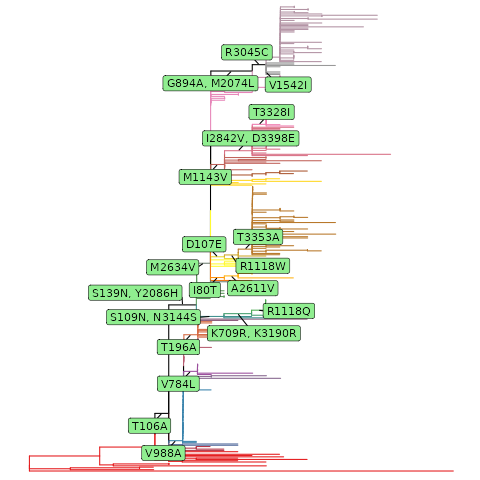 R3045C
G894A, M2074L
V1542I
T3328I
I2842V, D3398E
M1143V
T3353A
D107E
R1118W
M2634V
I80T
A2611V
S139N, Y2086H
R1118Q
S109N, N3144S
K709R, K3190R
T196A
V784L
T106A
V988A